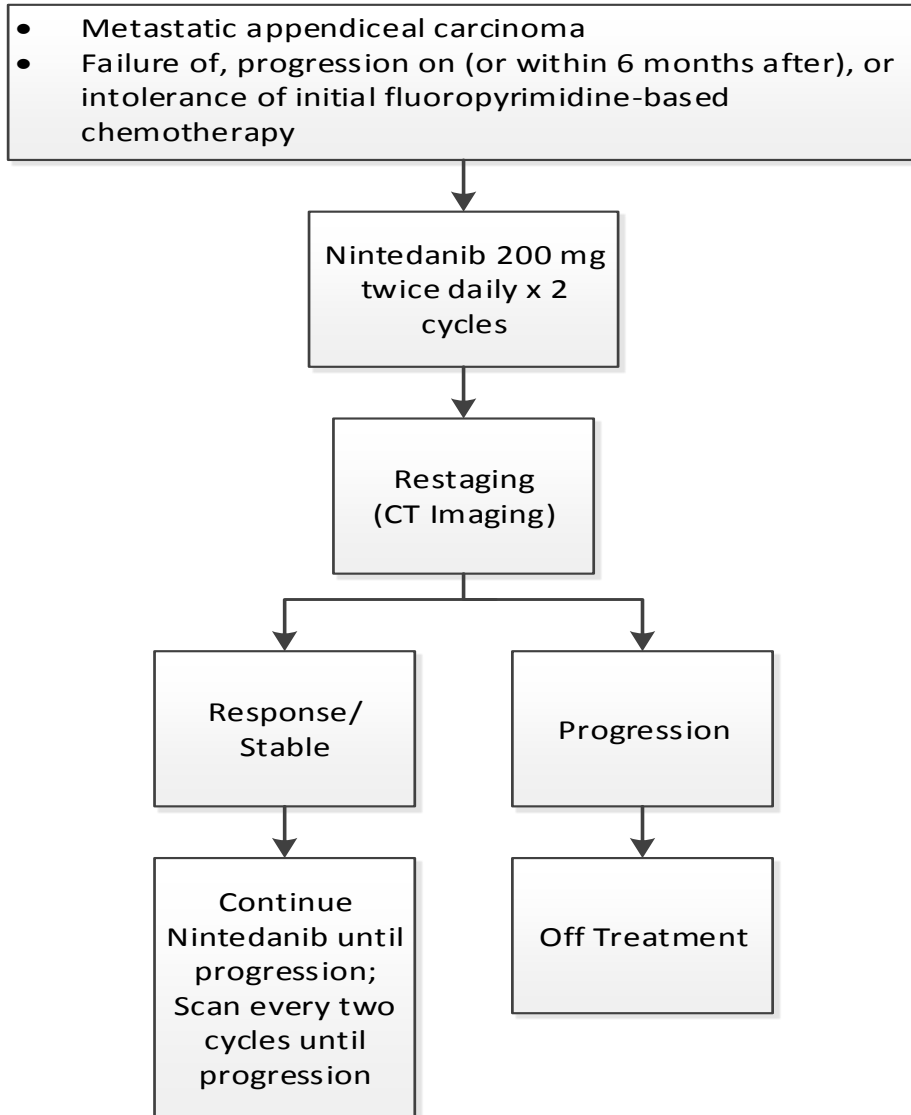 • Metastatic appendiceal carcinoma
• Failure of, progression on (or within 6 months after), or
intolerance of initial fluoropyrimidine-based
chemotherapy
Nintedanib 200 mg
twice daily x 2
cycles
Restaging
(CT Imaging)
Response/
Stable
Progression
Continue
Nintedanib until
progression;
Scan every two
cycles until
progression
Off Treatment